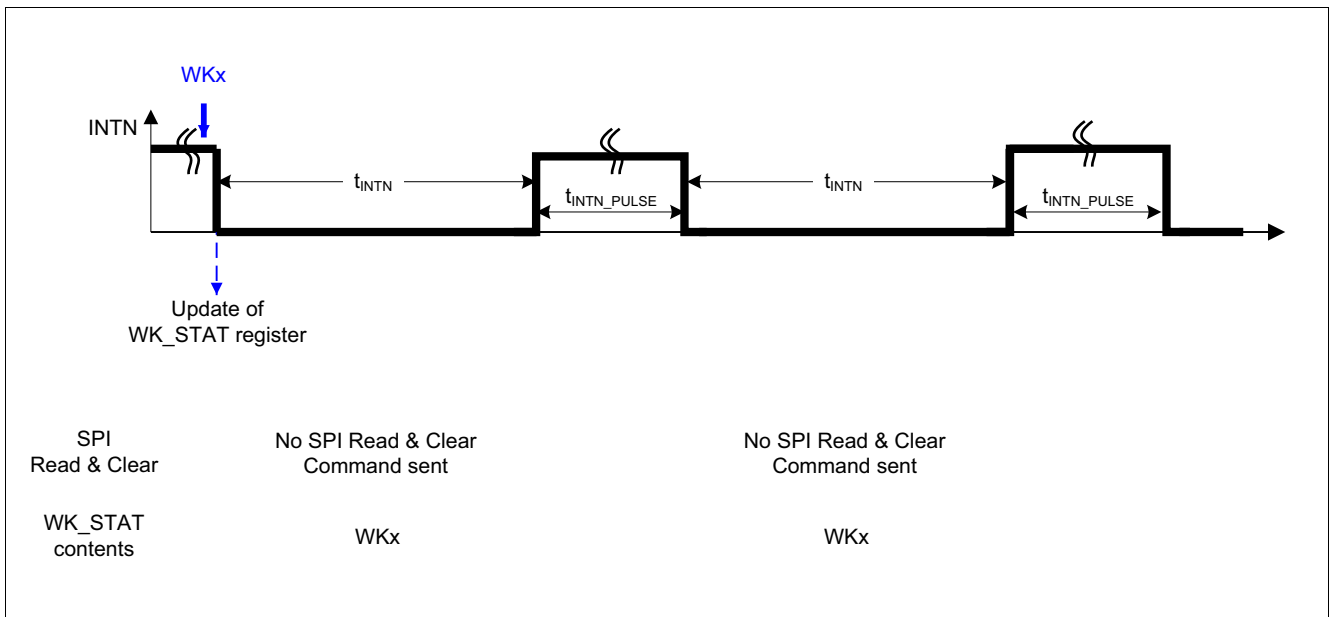 WKx
INTN
tINTN
tINTN
tINTN_PULSE
tINTN_PULSE
Update of
WK_STAT register
SPI
Read & Clear
No SPI Read & Clear
Command sent
No SPI Read & Clear
Command sent
WK_STAT
contents
WKx
WKx